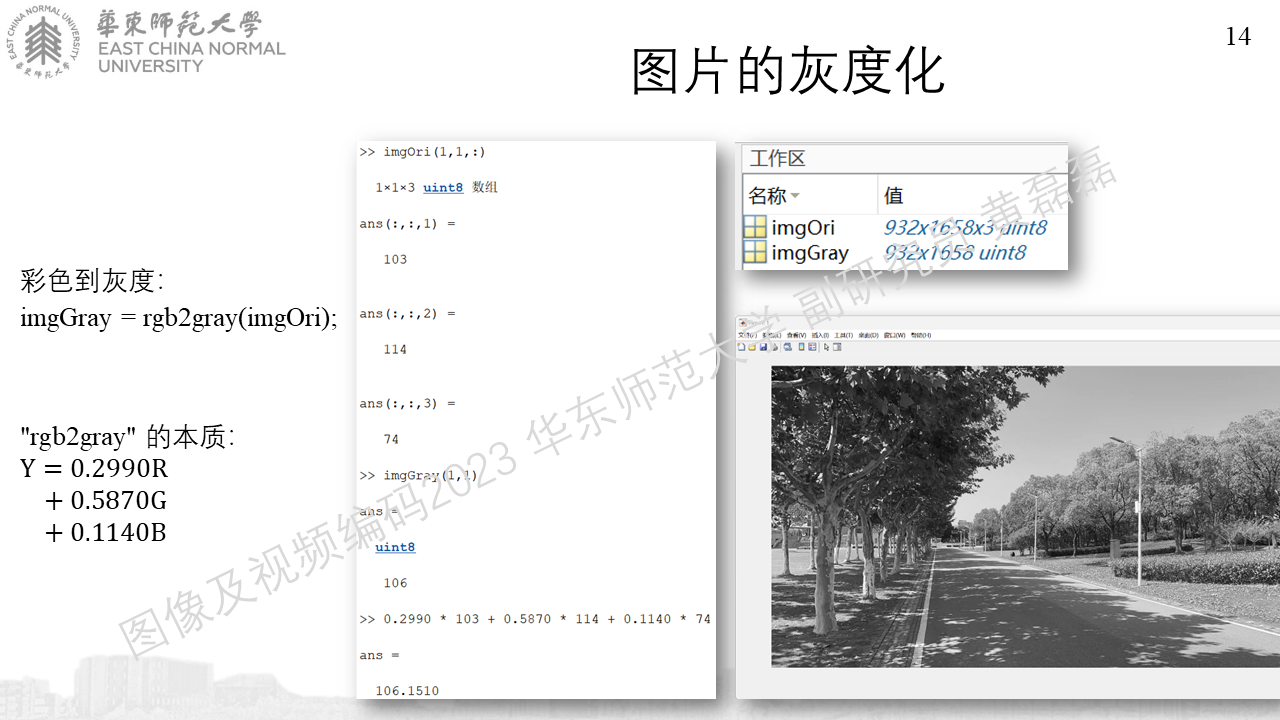 華東師範大學
EAST CHINA NORMAL
UNIVERSITY
EAST CHINA NORMAL UNIVERSITY
華東师范大学
14
图片的灰度化
彩色到灰度：
imgGray = rgb2gray(imgOri);
"rgb2gray" 的本质：
Y = 0.2990R
+ 0.5870G
+ 0.1140B
>> imgOri(1,1,:)
1×1×3 uint8 数组
ans(:,:,1) =
103
ans(:,:,2) =
114
ans(:,:,3) =
74
>> imgGray(1,1)
ans =
uint8
106
>> 0.2990 * 103 + 0.5870 * 114 + 0.1140 * 74
ans =
106.1510
工作区
名称 值
imgOri 932x1658x3 uint8
imgGray 932x1658 uint8
文件(F) 查看(V) 插入(I) 工具(T) 桌面(D) 窗口(W) 帮助(H)
图像及视频编码2023 华东师范大学 副研究员 黄磊磊